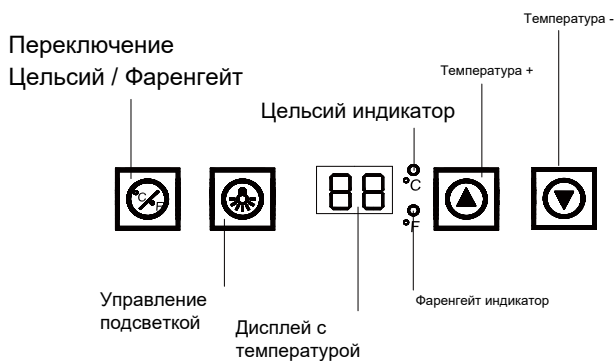 Температура -
Переключение
Цельсий / Фаренгейт
Температура +
Цельсий индикатор
°C
°F
88
°C
°F
Управление
подсветкой
Дисплей с
температурой
Фаренгейт индикатор